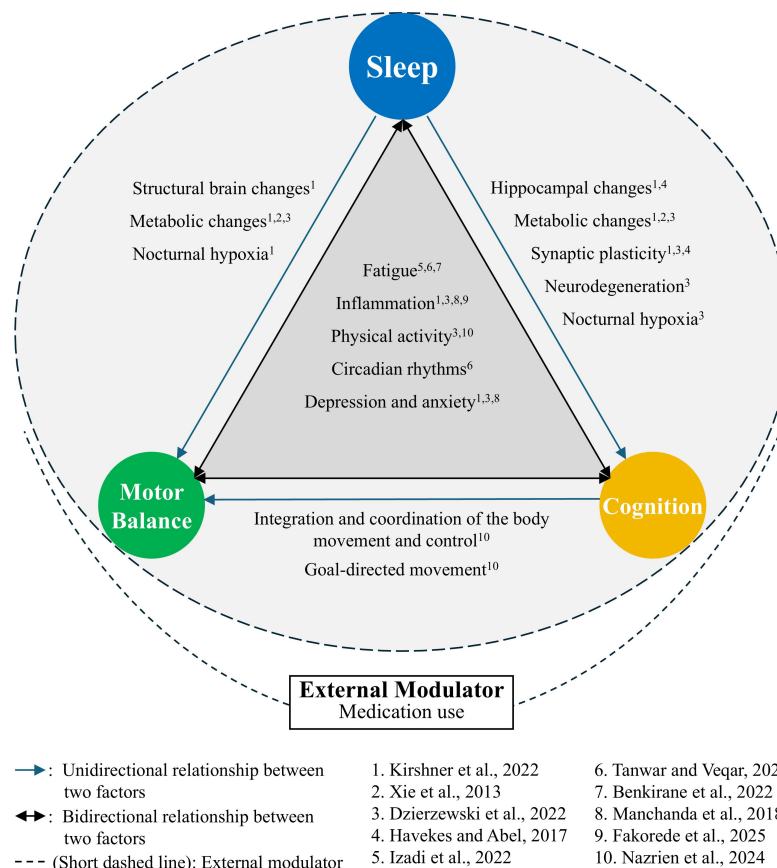 Sleep
Structural brain changes¹
Metabolic changes¹,²,³
Nocturnal hypoxia¹
Hippocampal changes¹,⁴
Metabolic changes¹,²,³
Synaptic plasticity¹,³,⁴
Neurodegeneration³
Nocturnal hypoxia³
Fatigue⁵,⁶,⁷
Inflammation¹,³,⁸,⁹
Physical activity³,¹⁰
Circadian rhythms⁶
Depression and anxiety¹,³,⁸
Motor
Balance
Cognition
Integration and coordination of the body
movement and control¹⁰
Goal-directed movement¹⁰
External Modulator
Medication use
: Unidirectional relationship between
two factors
: Bidirectional relationship between
two factors
(Short dashed line): External modulator
1. Kirshner et al., 2022
2. Xie et al., 2013
3. Dzierzewski et al., 2022
4. Havekes and Abel, 2017
5. Izadi et al., 2022
6. Tanwar and Veqar, 202
7. Benkirane et al., 2022
8. Manchanda et al., 2018
9. Fakorede et al., 2025
10. Nazrien et al., 2024